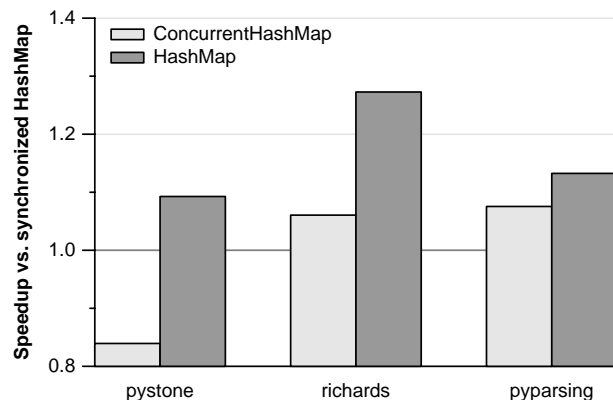 Speedup vs. synchronized HashMap
1.4
1.2
1.0
0.8
ConcurrentHashMap
HashMap
pystone richards pyparsing